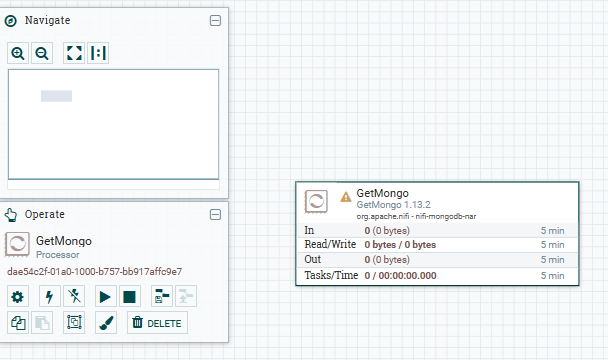 Navigate
Operate
GetMongo
Processor
dae54c2f-01a0-1000-b757-bb917affc9e7
DELETE
GetMongo
GetMongo 1.13.2
org.apache.nifi - nifi-mongodb-nar
In 0 (0 bytes) 5 min
Read/Write 0 bytes / 0 bytes 5 min
Out 0 (0 bytes) 5 min
Tasks/Time 0 / 00:00:00.000 5 min